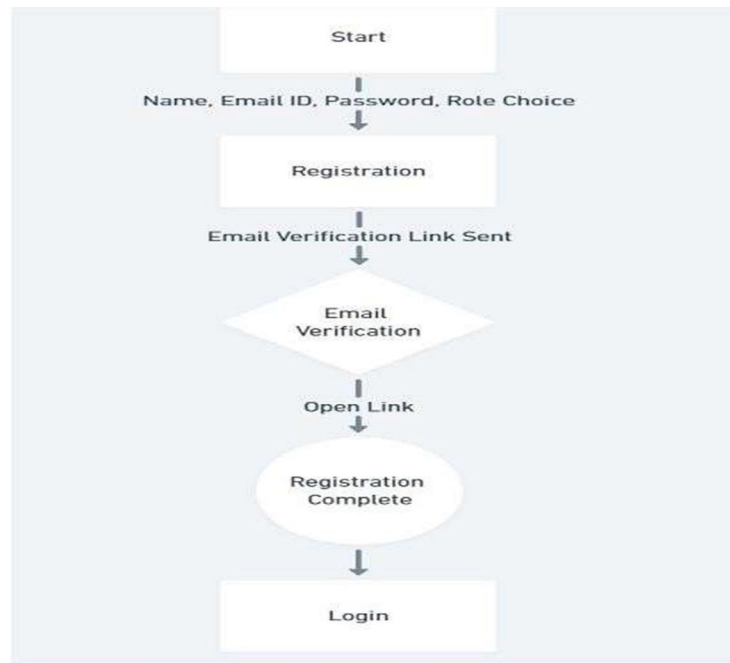 Start
Name, Email ID, Password, Role Choice
Registration
Email Verification Link Sent
Email
Verification
Open Link
Registration
Complete
Login